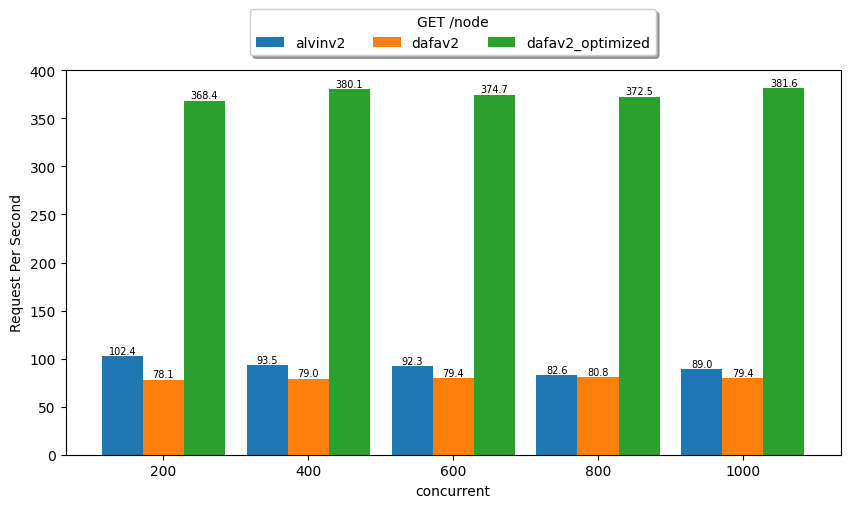 GET /node
alvinv2 dafav2 dafav2_optimized
400
350
300
250
200
150
100
50
0
Request Per Second
102.4 78.1 368.4
93.5 79.0 380.1
92.3 79.4 374.7
82.6 80.8 372.5
89.0 79.4 381.6
200 400 600 800 1000
concurrent